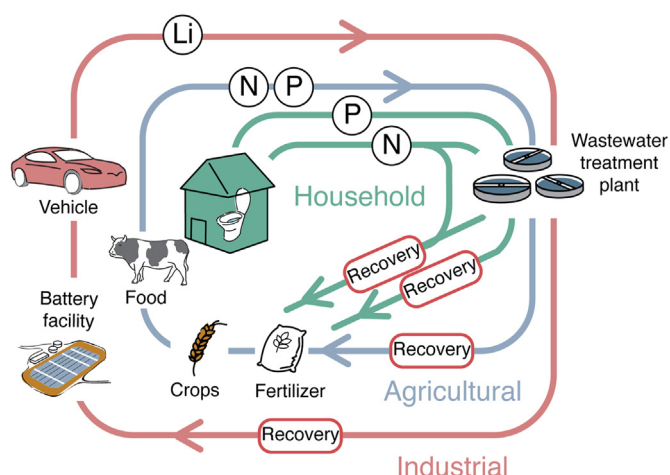 Li
N
P
P
N
Wastewater
treatment
plant
Vehicle
Household
Recovery
Recovery
Battery
facility
Food
Recovery
Crops
Fertilizer
Agricultural
Recovery
Industrial